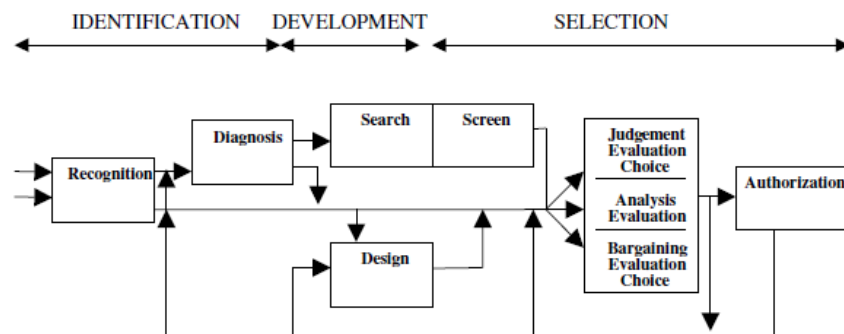 IDENTIFICATION DEVELOPMENT SELECTION
Search Screen
Diagnosis
Judgement
Evaluation
Choice
Recognition
Authorization
Analysis
Evaluation
Design
Bargaining
Evaluation
Choice